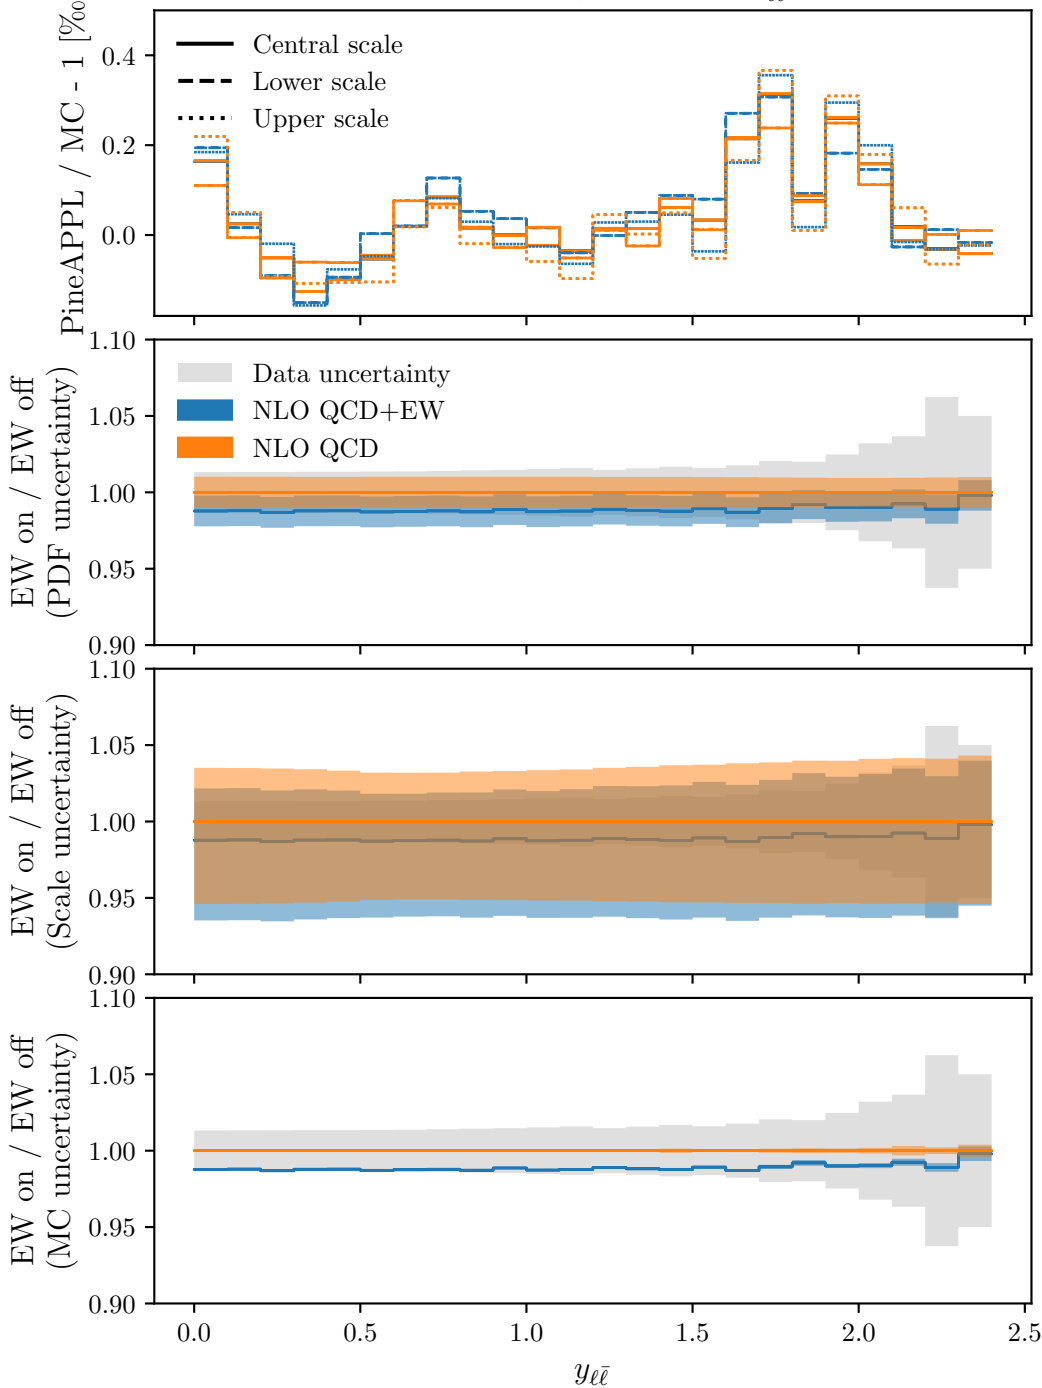 PineAPPL / MC - 1 [‰
0.4
0.2
0.0
Central scale
Lower scale
Upper scale
EW on / EW off
(PDF uncertainty)
1.10
1.05
1.00
0.95
0.90
Data uncertainty
NLO QCD+EW
NLO QCD
EW on / EW off
(Scale uncertainty)
1.10
1.05
1.00
0.95
0.90
EW on / EW off
(MC uncertainty)
1.10
1.05
1.00
0.95
0.90
0.0 0.5 1.0 1.5 2.0 2.5
yℓℓ̄